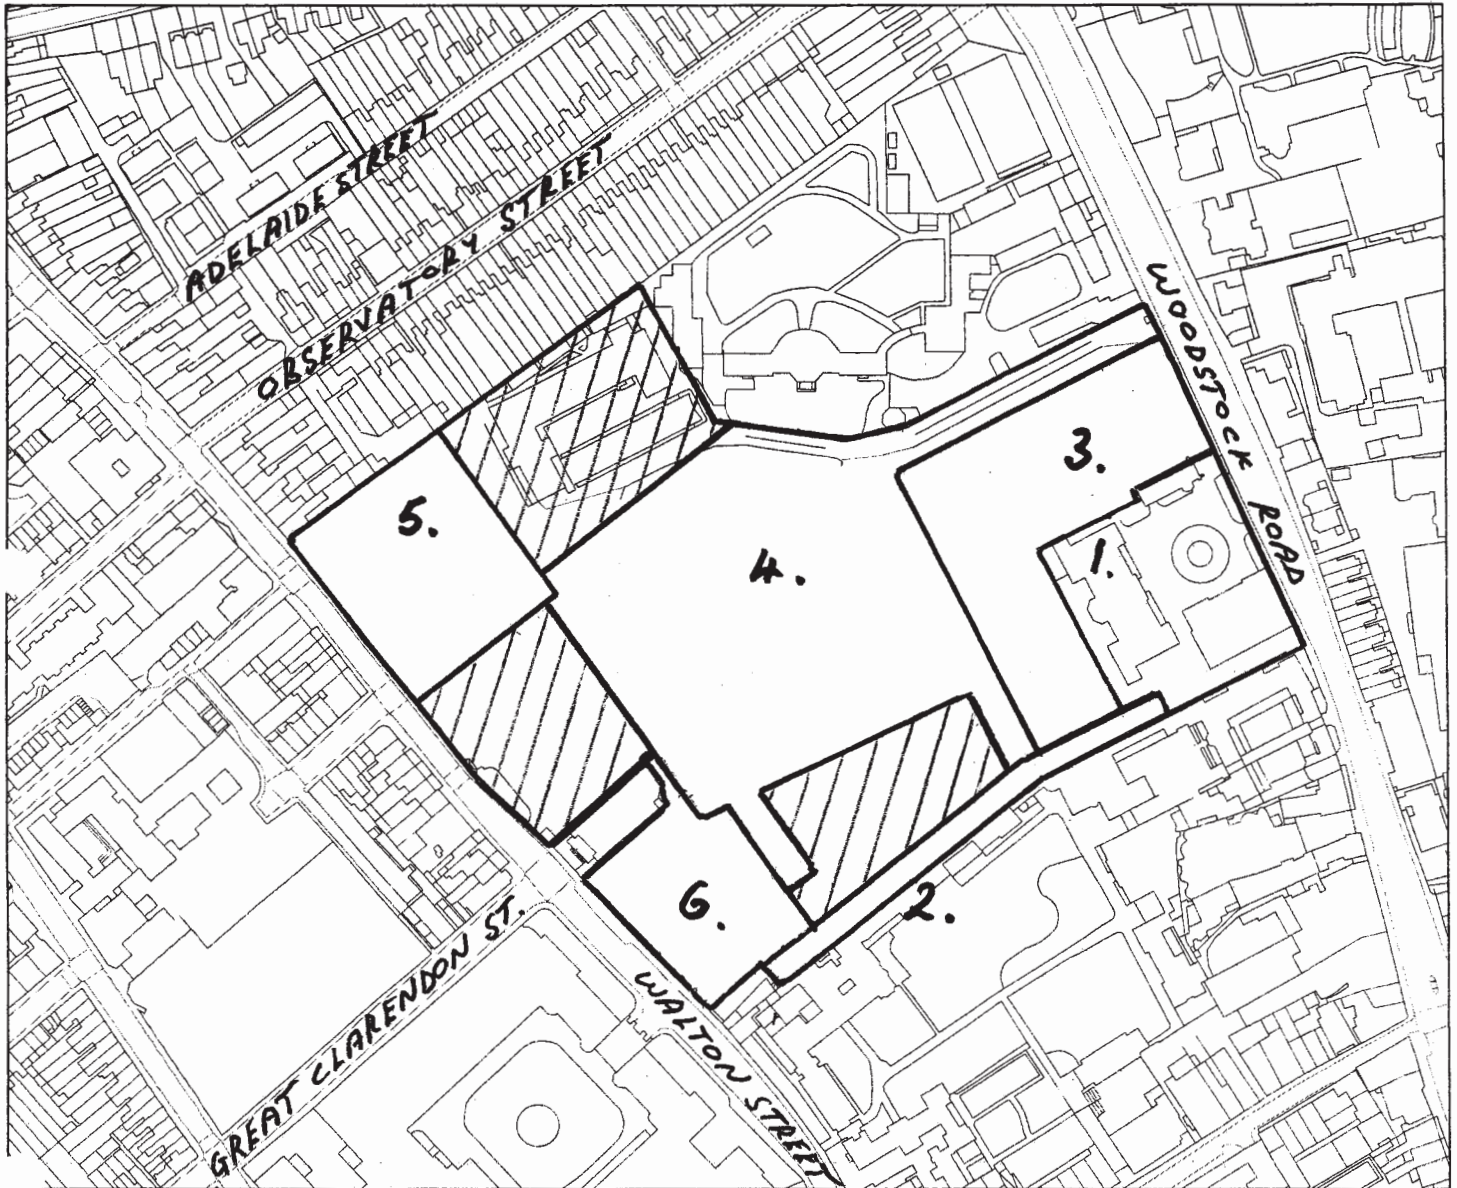 ADELAIDE STREET
OBSERVATORY STREET
WOODSTOCK ROAD
3.
5.
4.
1.
6.
2.
GREAT CLARENDON ST.
WALTON STREET